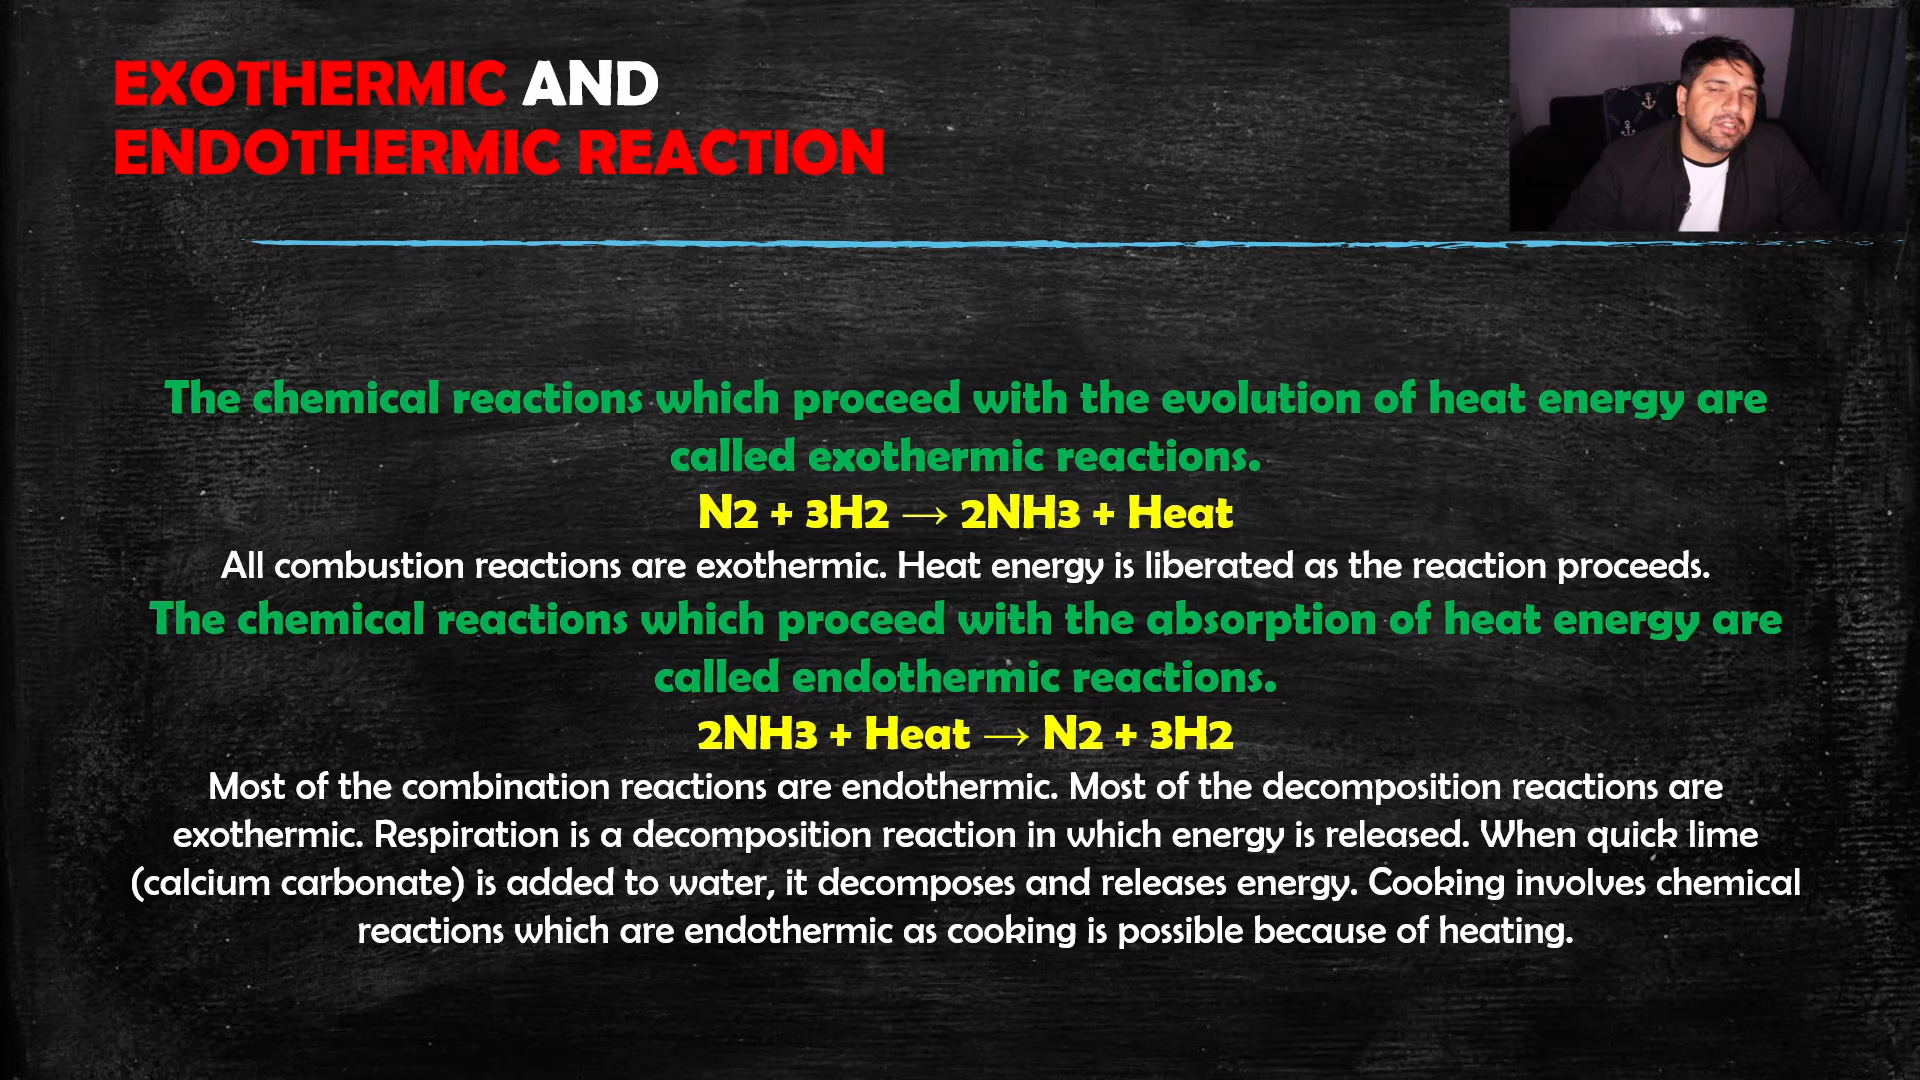 EXOTHERMIC AND
ENDOTHERMIC REACTION
The chemical reactions which proceed with the evolution of heat energy are
called exothermic reactions.
N2 + 3H2 → 2NH3 + Heat
All combustion reactions are exothermic. Heat energy is liberated as the reaction proceeds.
The chemical reactions which proceed with the absorption of heat energy are
called endothermic reactions.
2NH3 + Heat → N2 + 3H2
Most of the combination reactions are endothermic. Most of the decomposition reactions are
exothermic. Respiration is a decomposition reaction in which energy is released. When quick lime
(calcium carbonate) is added to water, it decomposes and releases energy. Cooking involves chemical
reactions which are endothermic as cooking is possible because of heating.